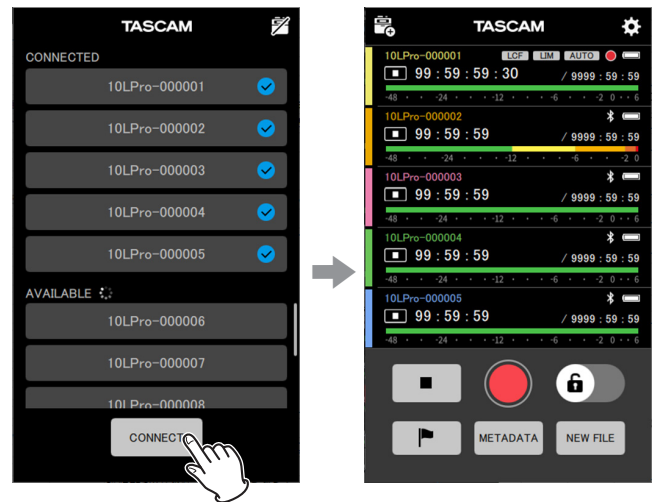 TASCAM
CONNECTED
10LPro-000001
10LPro-000002
10LPro-000003
10LPro-000004
10LPro-000005
AVAILABLE
10LPro-000006
10LPro-000007
10LPro-000008
CONNECT
TASCAM
10LPro-000001 LCF LIM AUTO
99 : 59 : 59 : 30 / 9999 : 59 : 59
-48 -24 -12 -6 -2 0 6
10LPro-000002
99 : 59 : 59 / 9999 : 59 : 59
-48 -24 -12 -6 -2 0
10LPro-000003
99 : 59 : 59 / 9999 : 59 : 59
-48 -24 -12 -6 -2 0 6
10LPro-000004
99 : 59 : 59 / 9999 : 59 : 59
-48 -24 -12 -6 -2 0 6
10LPro-000005
99 : 59 : 59 / 9999 : 59 : 59
-48 -24 -12 -6 -2 0 6
METADATA
NEW FILE